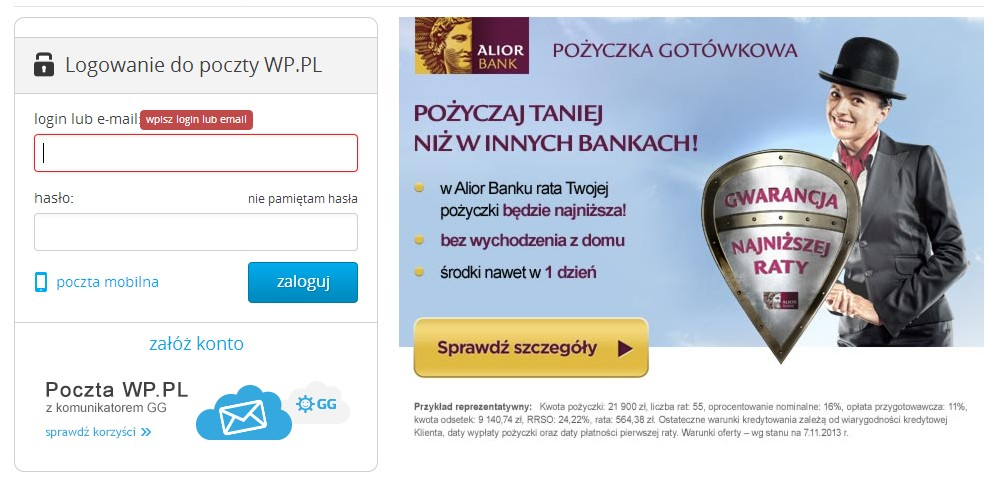 Logowanie do poczty WP.PL
login lub e-mail: wpisz login lub email
hasło: nie pamiętam hasła
poczta mobilna
zaloguj
załóż konto
Poczta WP.PL
z komunikatorem GG
GG
sprawdź korzyści »
ALIOR
BANK
POŻYCZKA GOTÓWKOWA
POŻYCZAJ TANIEJ
NIŻ W INNYCH BANKACH!
w Alior Banku rata Twojej
pożyczki będzie najniższa!
bez wychodzenia z domu
środki nawet w 1 dzień
GWARANCJA
NAJNIŻSZEJ
RATY
ALIOR
BANK
Sprawdź szczegóły
Przykład reprezentatywny: Kwota pożyczki: 21 900 zł, liczba rat: 55, oprocentowanie nominalne: 16%, opłata przygotowawcza: 11%,
kwota odsetek: 9 140,74 zł, RRSO: 24,22%, rata: 564,38 zł. Ostateczne warunki kredytowania zależą od wiarygodności kredytowej
Klienta, daty wypłaty pożyczki oraz daty płatności pierwszej raty. Warunki oferty – wg stanu na 7.11.2013 r.